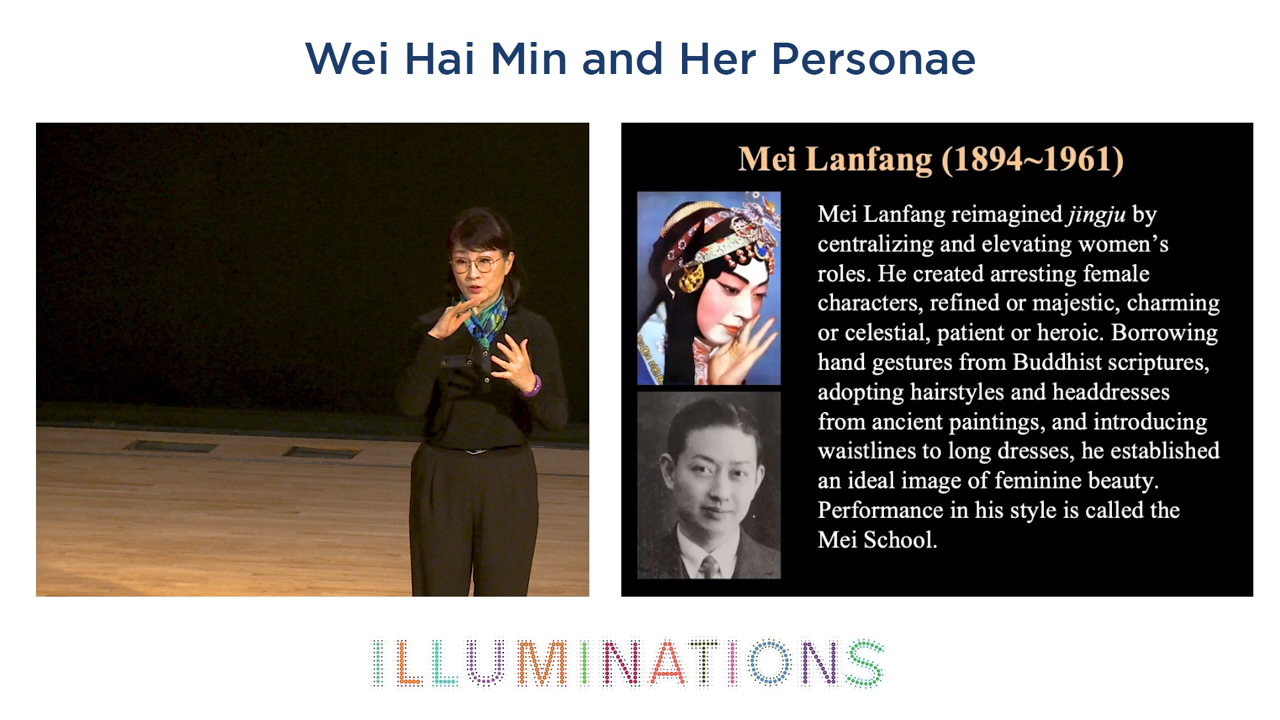 Wei Hai Min and Her Personae
Mei Lanfang (1894~1961)
Mei Lanfang reimagined jingju by
centralizing and elevating women’s
roles. He created arresting female
characters, refined or majestic, charming
or celestial, patient or heroic. Borrowing
hand gestures from Buddhist scriptures,
adopting hairstyles and headdresses
from ancient paintings, and introducing
waistlines to long dresses, he established
an ideal image of feminine beauty.
Performance in his style is called the
Mei School.
ILLUMINATIONS